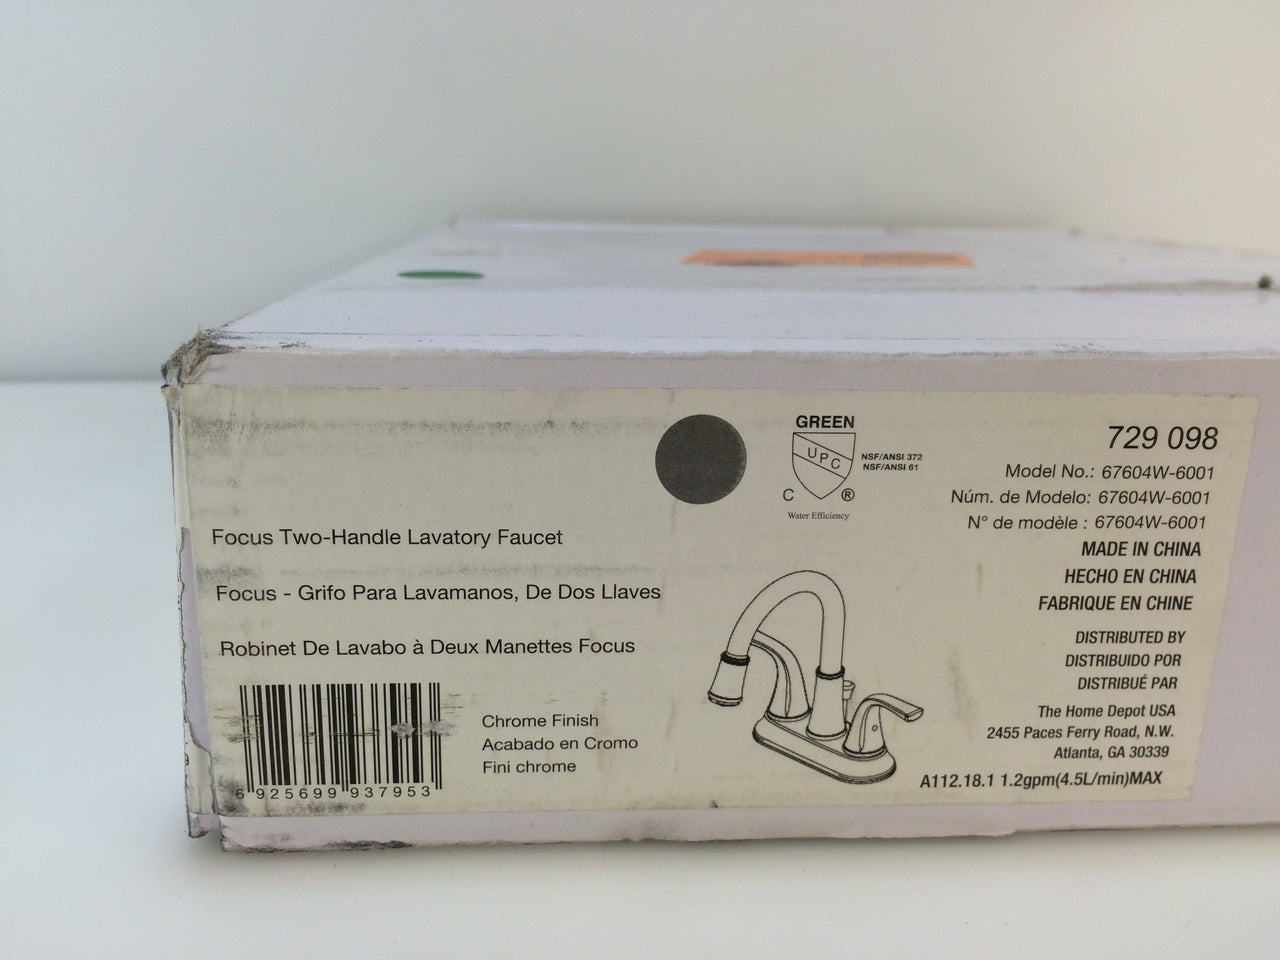 GREEN
UPC
C ®
NSF/ANSI 372
NSF/ANSI 61
Water Efficiency
729 098
Model No.: 67604W-6001
Núm. de Modelo: 67604W-6001
N° de modèle : 67604W-6001
MADE IN CHINA
HECHO EN CHINA
FABRIQUE EN CHINE
DISTRIBUTED BY
DISTRIBUIDO POR
DISTRIBUÉ PAR
The Home Depot USA
2455 Paces Ferry Road, N.W.
Atlanta, GA 30339
A112.18.1 1.2gpm(4.5L/min)MAX
Focus Two-Handle Lavatory Faucet
Focus - Grifo Para Lavamanos, De Dos Llaves
Robinet De Lavabo à Deux Manettes Focus
Chrome Finish
Acabado en Cromo
Fini chrome
6 925699 937953